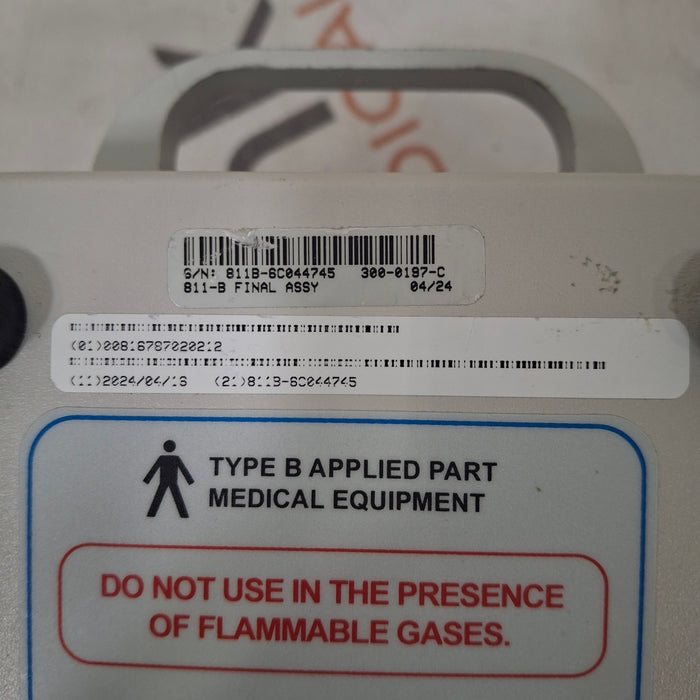 S/N: 811B-6C044745 300-0197-C
811-B FINAL ASSY 04/24
(01)00816787020212
(11)2024/04/16 (21)811B-6C044745
TYPE B APPLIED PART
MEDICAL EQUIPMENT
DO NOT USE IN THE PRESENCE
OF FLAMMABLE GASES.